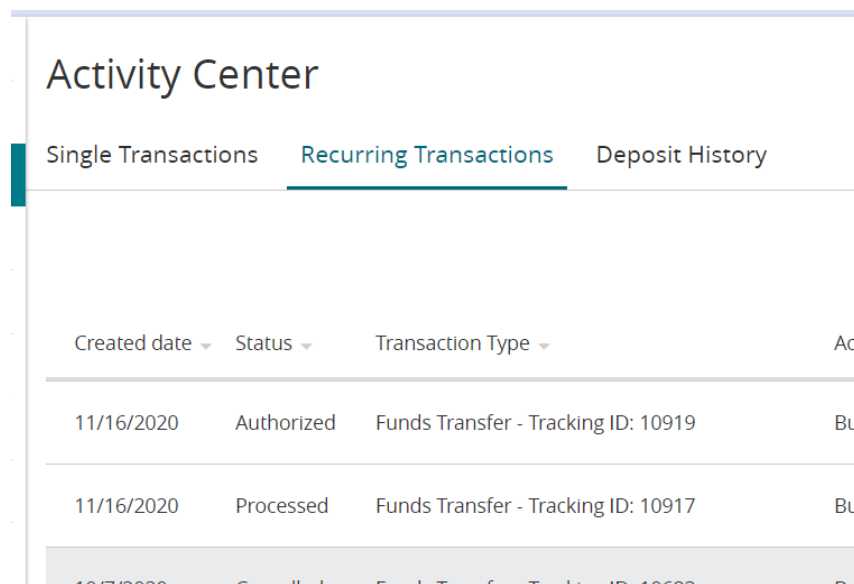 Activity Center
Single Transactions Recurring Transactions Deposit History
Created date Status Transaction Type
11/16/2020 Authorized Funds Transfer - Tracking ID: 10919
11/16/2020 Processed Funds Transfer - Tracking ID: 10917